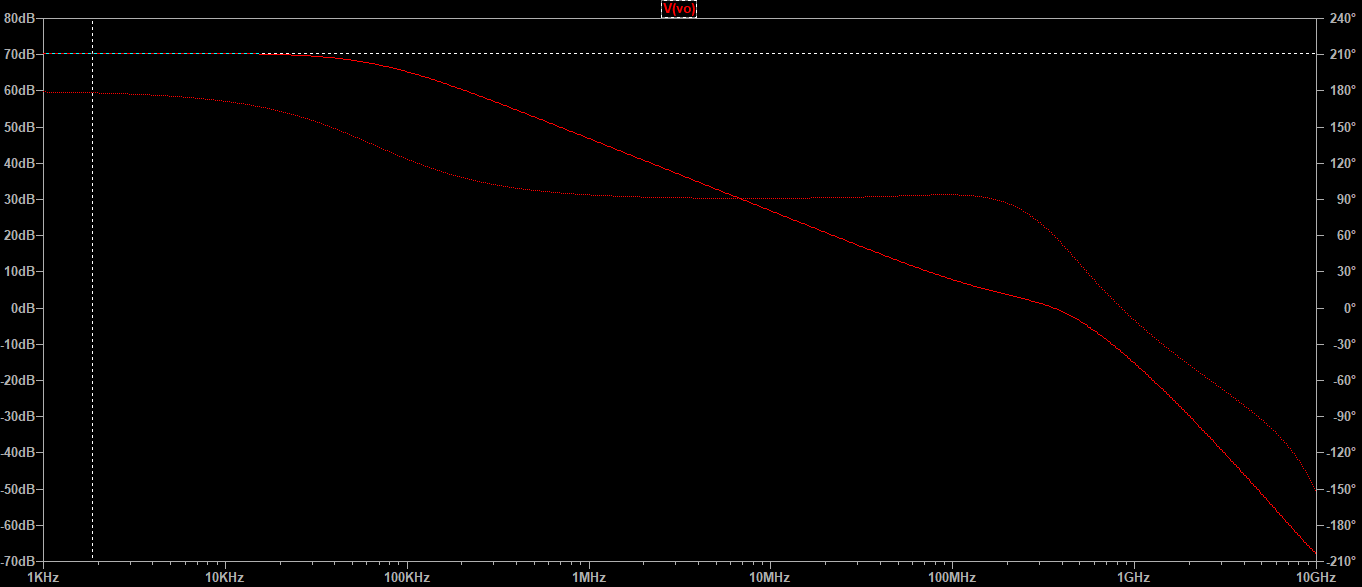 V(vo)
80dB 240°
70dB 210°
60dB 180°
50dB 150°
40dB 120°
30dB 90°
20dB 60°
10dB 30°
0dB 0°
-10dB -30°
-20dB -60°
-30dB -90°
-40dB -120°
-50dB -150°
-60dB -180°
-70dB -210°
1KHz 10KHz 100KHz 1MHz 10MHz 100MHz 1GHz 10GHz